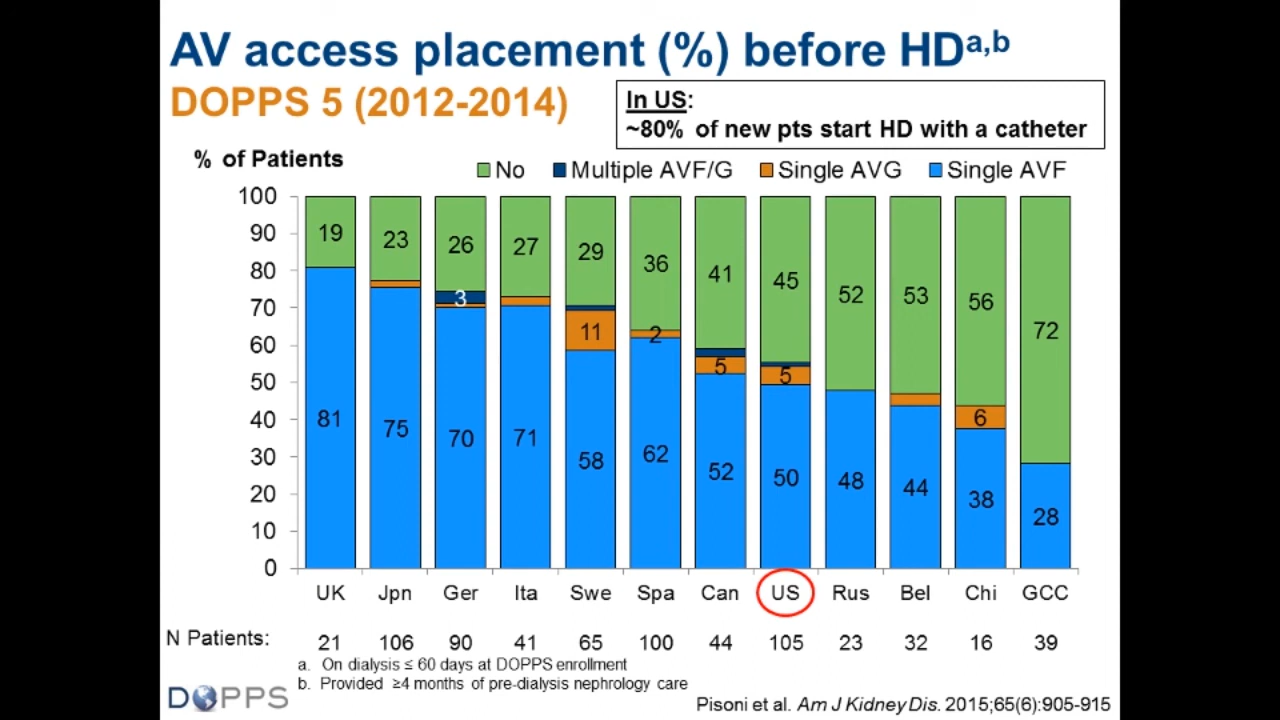 AV access placement (%) before HDa,b
DOPPS 5 (2012-2014)
In US:
~80% of new pts start HD with a catheter
% of Patients
No Multiple AVF/G Single AVG Single AVF
100
90
80
70
60
50
40
30
20
10
0
19 23 26 27 29 36 41 45 52 53 56 72
3 11 2 5 5 6
81 75 70 71 58 62 52 50 48 44 38 28
UK Jpn Ger Ita Swe Spa Can US Rus Bel Chi GCC
N Patients: 21 106 90 41 65 100 44 105 23 32 16 39
a. On dialysis ≤ 60 days at DOPPS enrollment
b. Provided ≥4 months of pre-dialysis nephrology care
DOPPS
Pisoni et al. Am J Kidney Dis. 2015;65(6):905-915